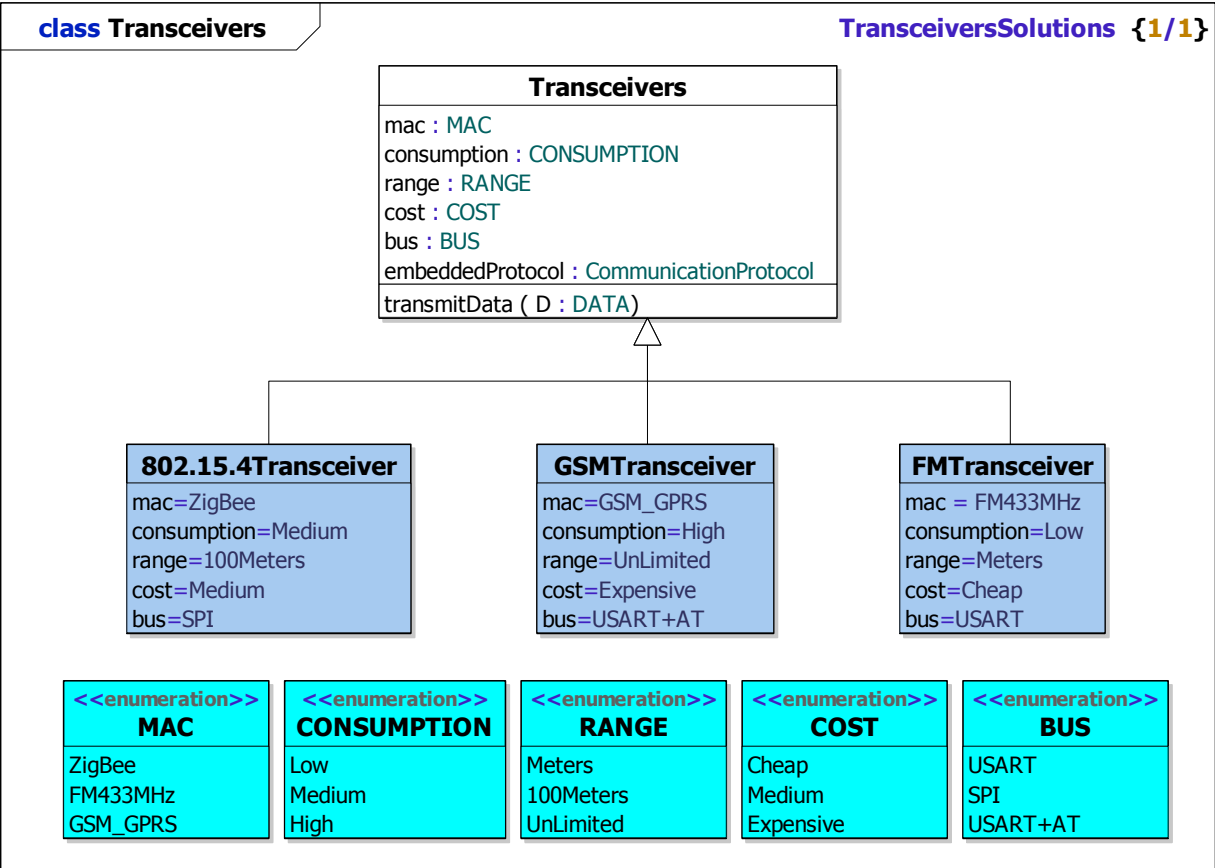 class Transceivers
TransceiversSolutions {1/1}
Transceivers
mac : MAC
consumption : CONSUMPTION
range : RANGE
cost : COST
bus : BUS
embeddedProtocol : CommunicationProtocol
transmitData ( D : DATA)
802.15.4Transceiver
mac=ZigBee
consumption=Medium
range=100Meters
cost=Medium
bus=SPI
GSMTransceiver
mac=GSM_GPRS
consumption=High
range=UnLimited
cost=Expensive
bus=USART+AT
FMTransceiver
mac = FM433MHz
consumption=Low
range=Meters
cost=Cheap
bus=USART
<<enumeration>>
MAC
ZigBee
FM433MHz
GSM_GPRS
<<enumeration>>
CONSUMPTION
Low
Medium
High
<<enumeration>>
RANGE
Meters
100Meters
UnLimited
<<enumeration>>
COST
Cheap
Medium
Expensive
<<enumeration>>
BUS
USART
SPI
USART+AT